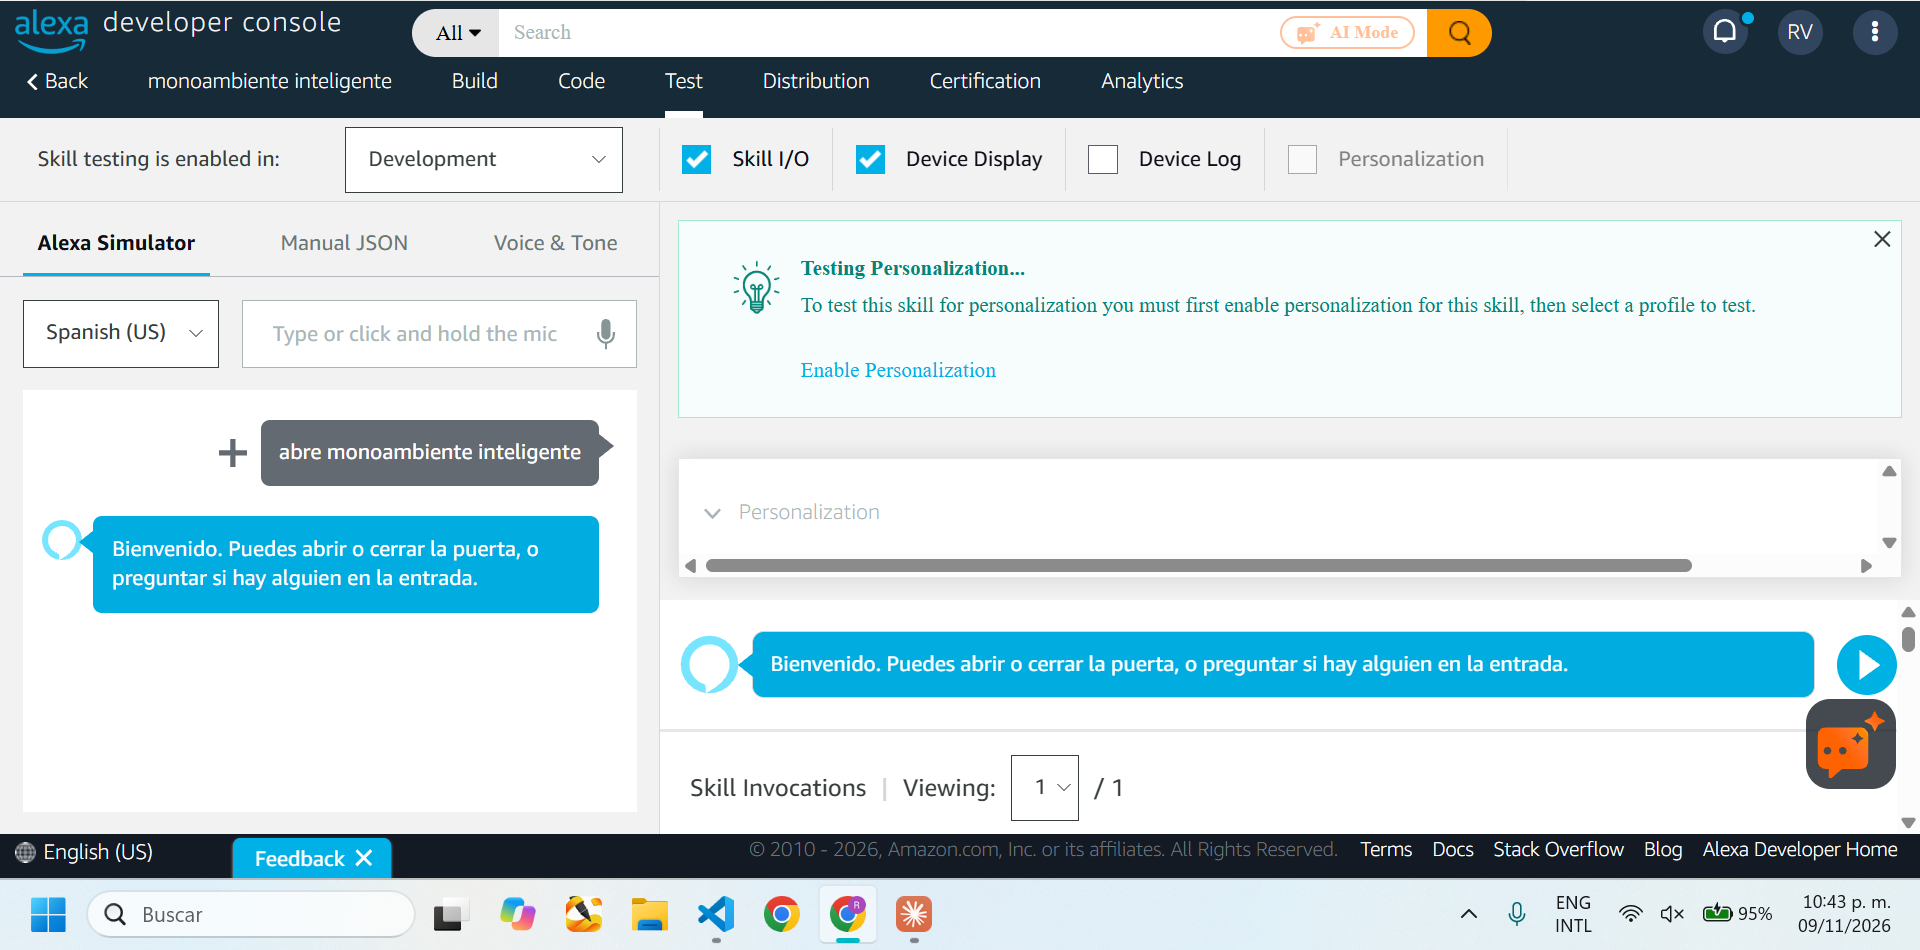 alexa developer console
All
Search
AI Mode
RV
Back
monoambiente inteligente
Build
Code
Test
Distribution
Certification
Analytics
Skill testing is enabled in:
Development
Skill I/O
Device Display
Device Log
Personalization
Alexa Simulator
Manual JSON
Voice & Tone
Spanish (US)
Type or click and hold the mic
abre monoambiente inteligente
Bienvenido. Puedes abrir o cerrar la puerta, o
preguntar si hay alguien en la entrada.
Testing Personalization...
To test this skill for personalization you must first enable personalization for this skill, then select a profile to test.
Enable Personalization
Personalization
Bienvenido. Puedes abrir o cerrar la puerta, o preguntar si hay alguien en la entrada.
Skill Invocations | Viewing: 1 / 1
English (US)
Feedback
© 2010 - 2026, Amazon.com, Inc. or its affiliates. All Rights Reserved.
Terms
Docs
Stack Overflow
Blog
Alexa Developer Home
Buscar
R
ENG
INTL
95%
10:43 p. m.
09/11/2026